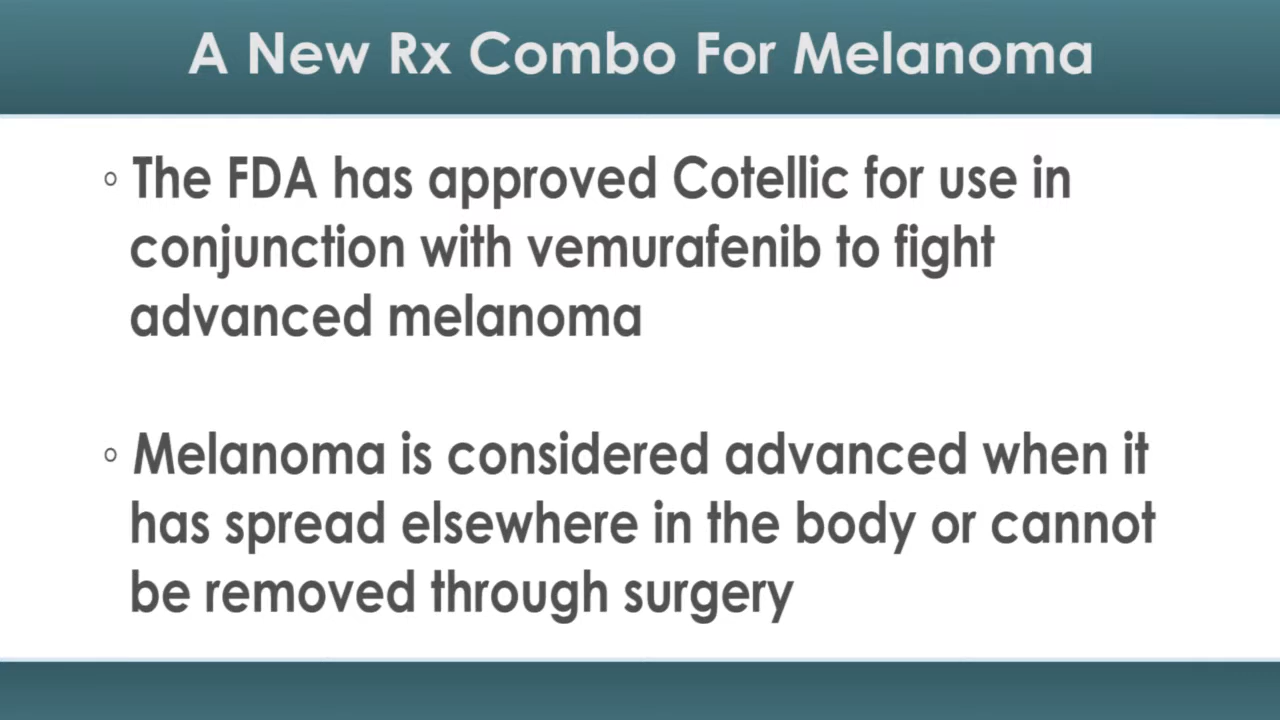 A New Rx Combo For Melanoma
◦ The FDA has approved Cotellic for use in
conjunction with vemurafenib to fight
advanced melanoma
◦ Melanoma is considered advanced when it
has spread elsewhere in the body or cannot
be removed through surgery